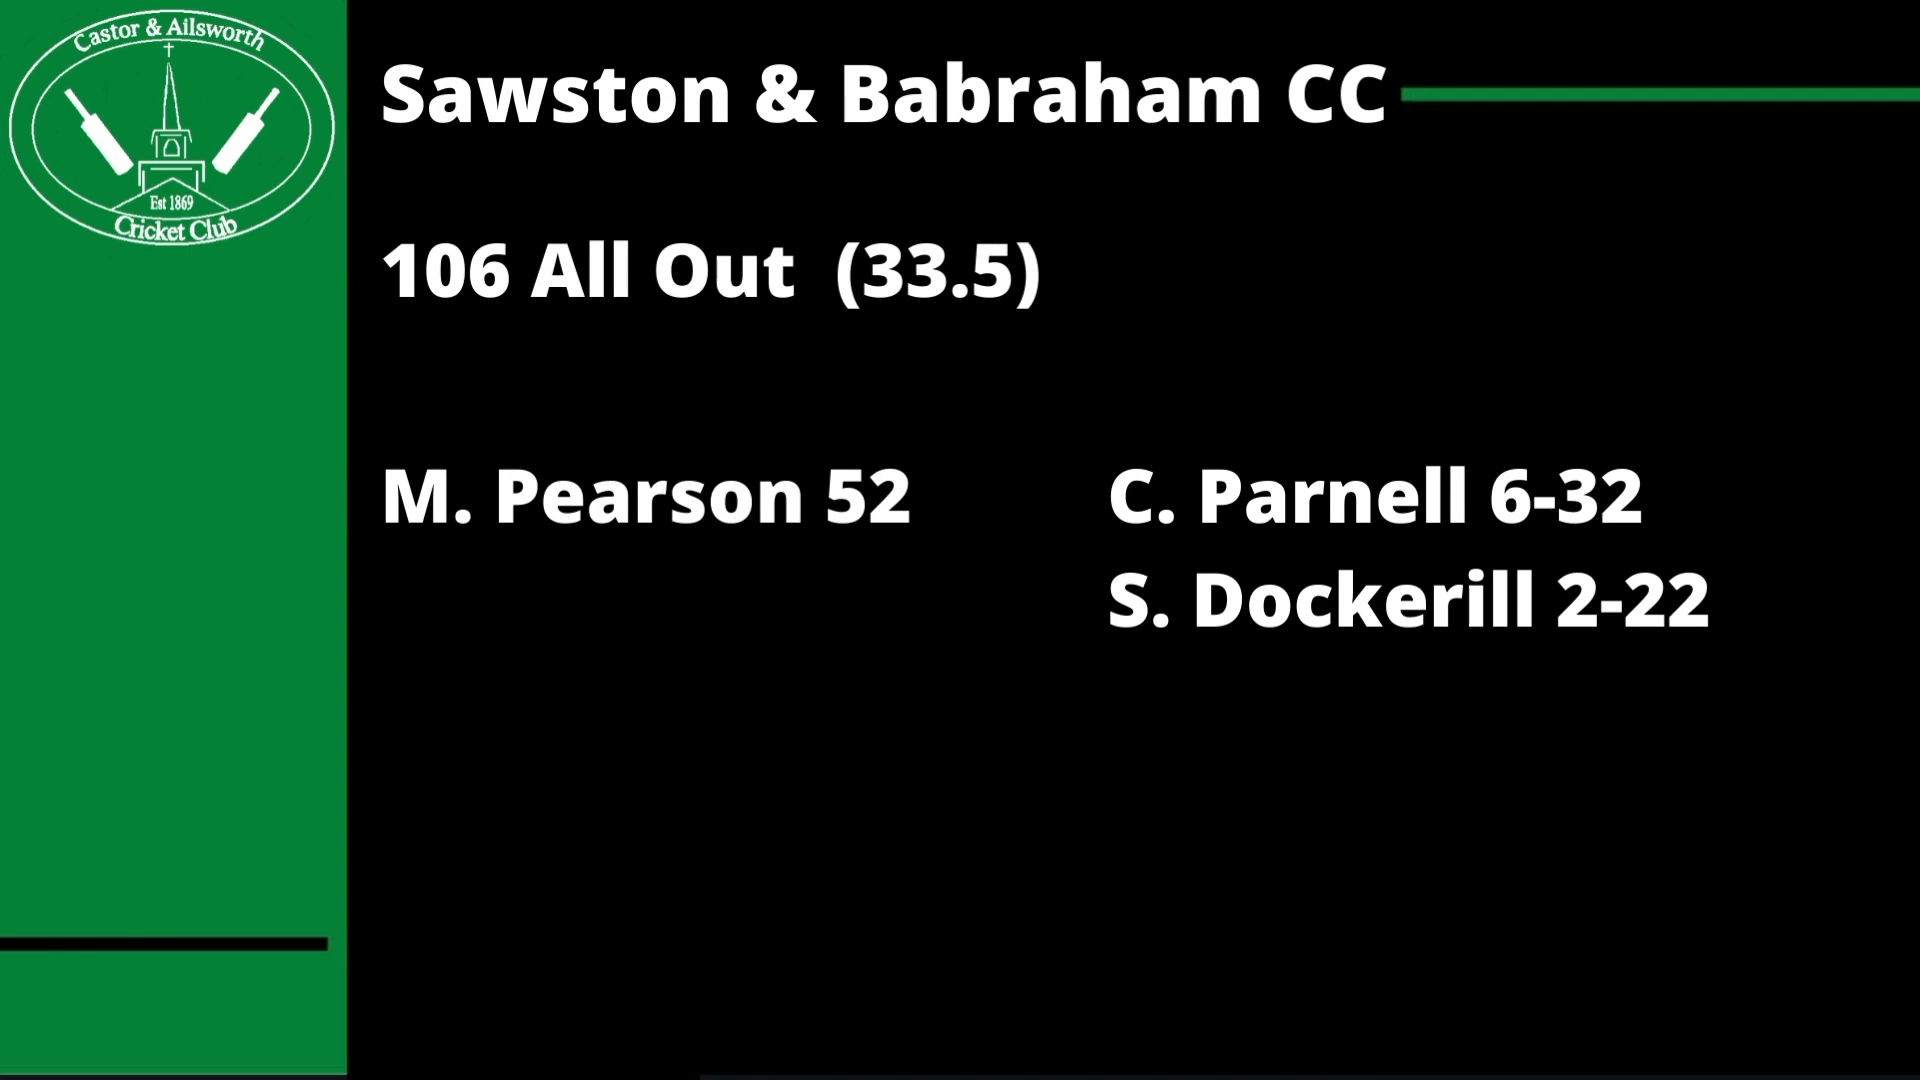 Castor & Ailsworth
Est 1869
Cricket Club
Sawston & Babraham CC
106 All Out (33.5)
M. Pearson 52
C. Parnell 6-32
S. Dockerill 2-22